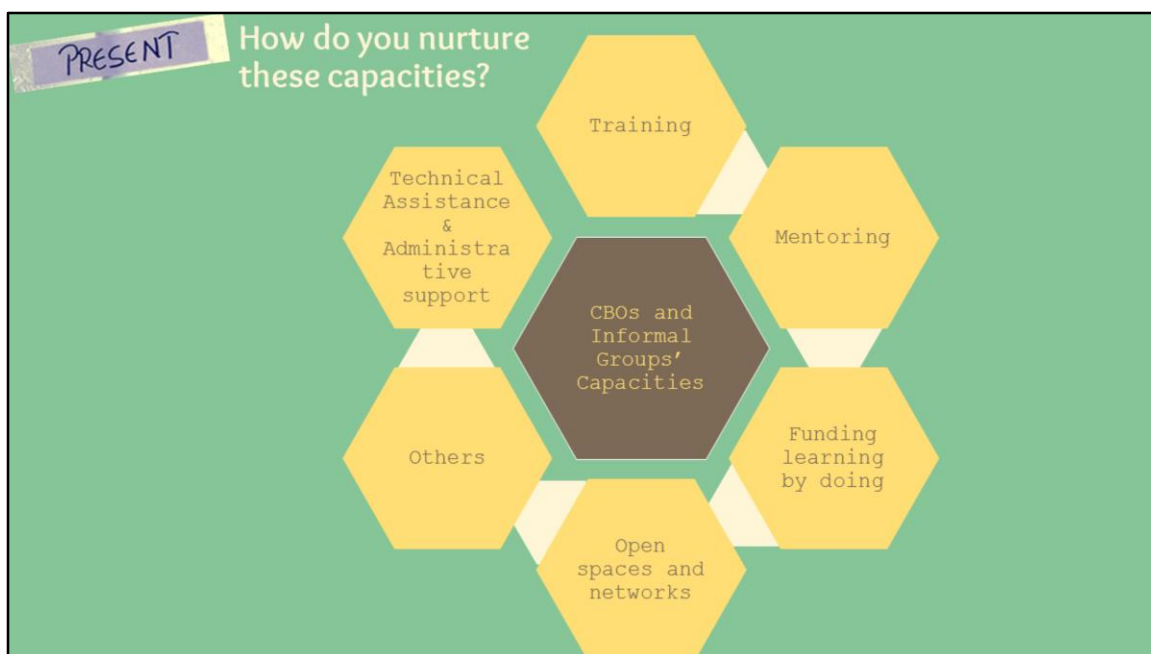 PRESENT
How do you nurture
these capacities?
Training
Mentoring
Funding
learning
by doing
Open
spaces and
networks
Others
Technical
Assistance
&
Administra
tive
support
CBOs and
Informal
Groups’
Capacities